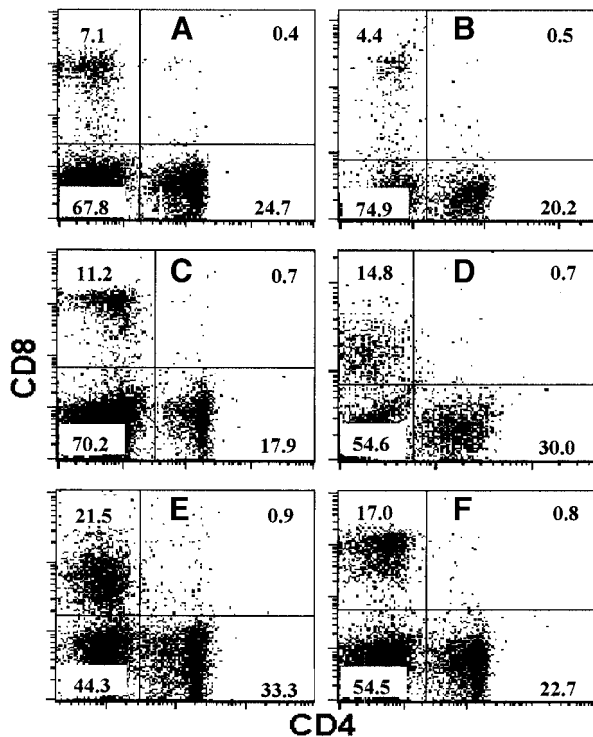 7.1 A 0.4
67.8 24.7
4.4 B 0.5
74.9 20.2
11.2 C 0.7
70.2 17.9
14.8 D 0.7
54.6 30.0
21.5 E 0.9
44.3 33.3
17.0 F 0.8
54.5 22.7
CD8
CD4